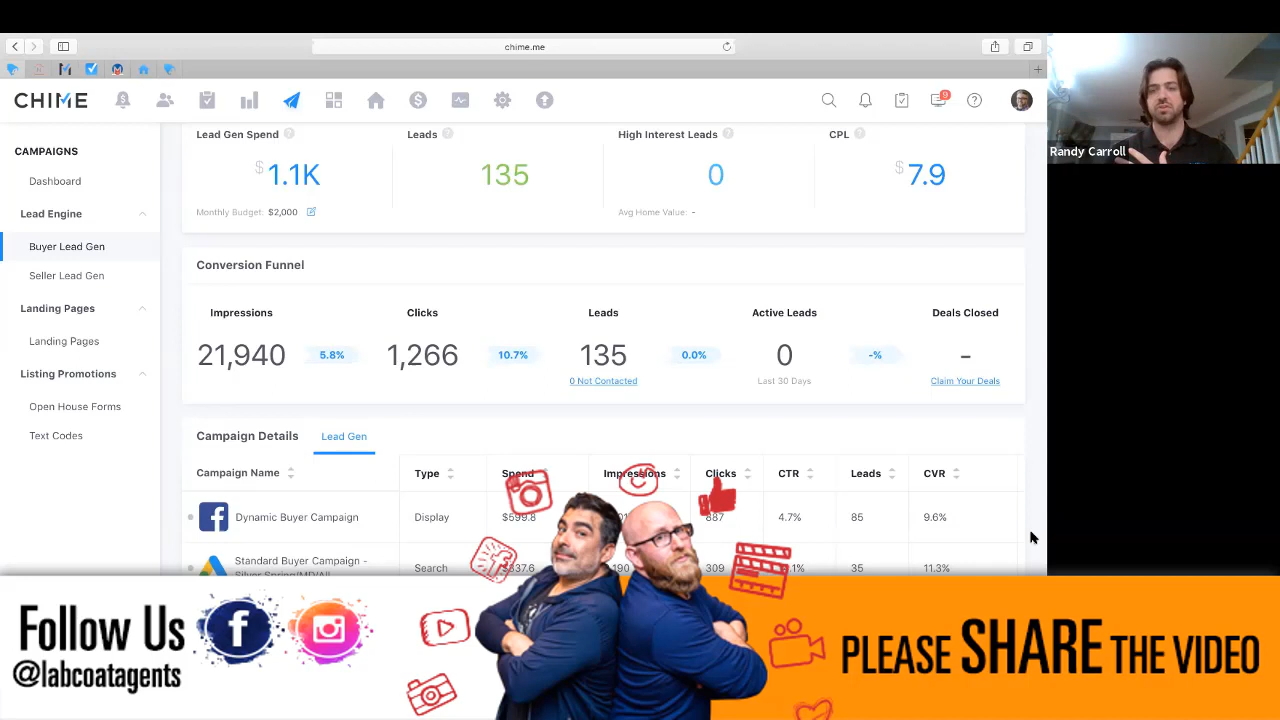 chime.me
CHIME
9
Randy Carroll
CAMPAIGNS
Dashboard
Lead Engine
Buyer Lead Gen
Seller Lead Gen
Landing Pages
Landing Pages
Listing Promotions
Open House Forms
Text Codes
Lead Gen Spend ? Leads ? High Interest Leads ? CPL ?
$1.1K 135 0 $7.9
Monthly Budget: $2,000 Avg Home Value: -
Conversion Funnel
Impressions Clicks Leads Active Leads Deals Closed
21,940 5.8% 1,266 10.7% 135 0.0% 0 -% -
0 Not Contacted Last 30 Days Claim Your Deals
Campaign Details Lead Gen
Campaign Name Type Spend Impressions Clicks CTR Leads CVR
Dynamic Buyer Campaign Display $599.8 887 4.7% 85 9.6%
Standard Buyer Campaign -
Search 309 35 11.3%
Follow Us
@labcoatagents
PLEASE SHARE THE VIDEO